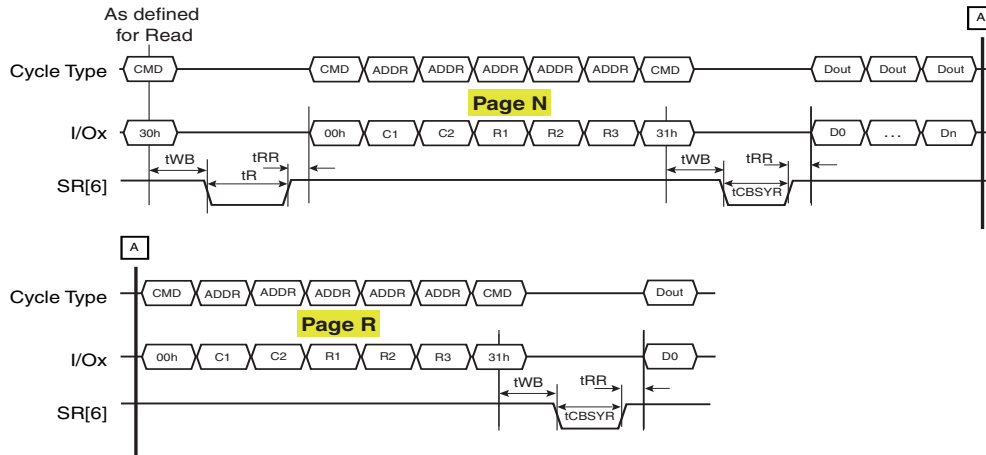 A
A
As defined
for Read
Cycle Type CMD CMD ADDR ADDR ADDR ADDR ADDR CMD Dout Dout Dout
Page N
I/Ox 30h 00h C1 C2 R1 R2 R3 31h D0 ... Dn
tWB tR tRR tWB tRR
SR[6] tCBSYR
A
Cycle Type CMD ADDR ADDR ADDR ADDR ADDR CMD Dout
Page R
I/Ox 00h C1 C2 R1 R2 R3 31h D0
tWB tRR
SR[6] tCBSYR